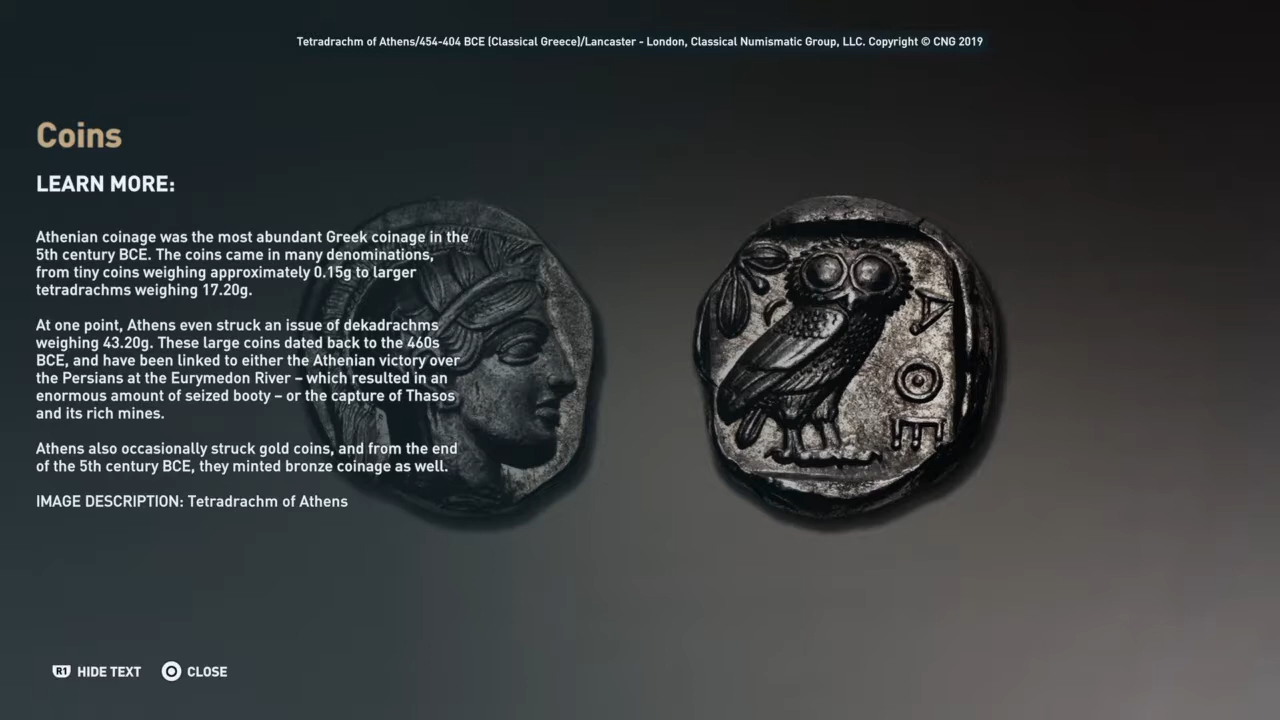 Tetradrachm of Athens/454-404 BCE (Classical Greece)/Lancaster - London, Classical Numismatic Group, LLC. Copyright © CNG 2019
Coins
LEARN MORE:
Athenian coinage was the most abundant Greek coinage in the
5th century BCE. The coins came in many denominations,
from tiny coins weighing approximately 0.15g to larger
tetradrachms weighing 17.20g.
At one point, Athens even struck an issue of dekadrachms
weighing 43.20g. These large coins dated back to the 460s
BCE, and have been linked to either the Athenian victory over
the Persians at the Eurymedon River – which resulted in an
enormous amount of seized booty – or the capture of Thasos
and its rich mines.
Athens also occasionally struck gold coins, and from the end
of the 5th century BCE, they minted bronze coinage as well.
IMAGE DESCRIPTION: Tetradrachm of Athens
ΑΘΕ
R1 HIDE TEXT
CLOSE